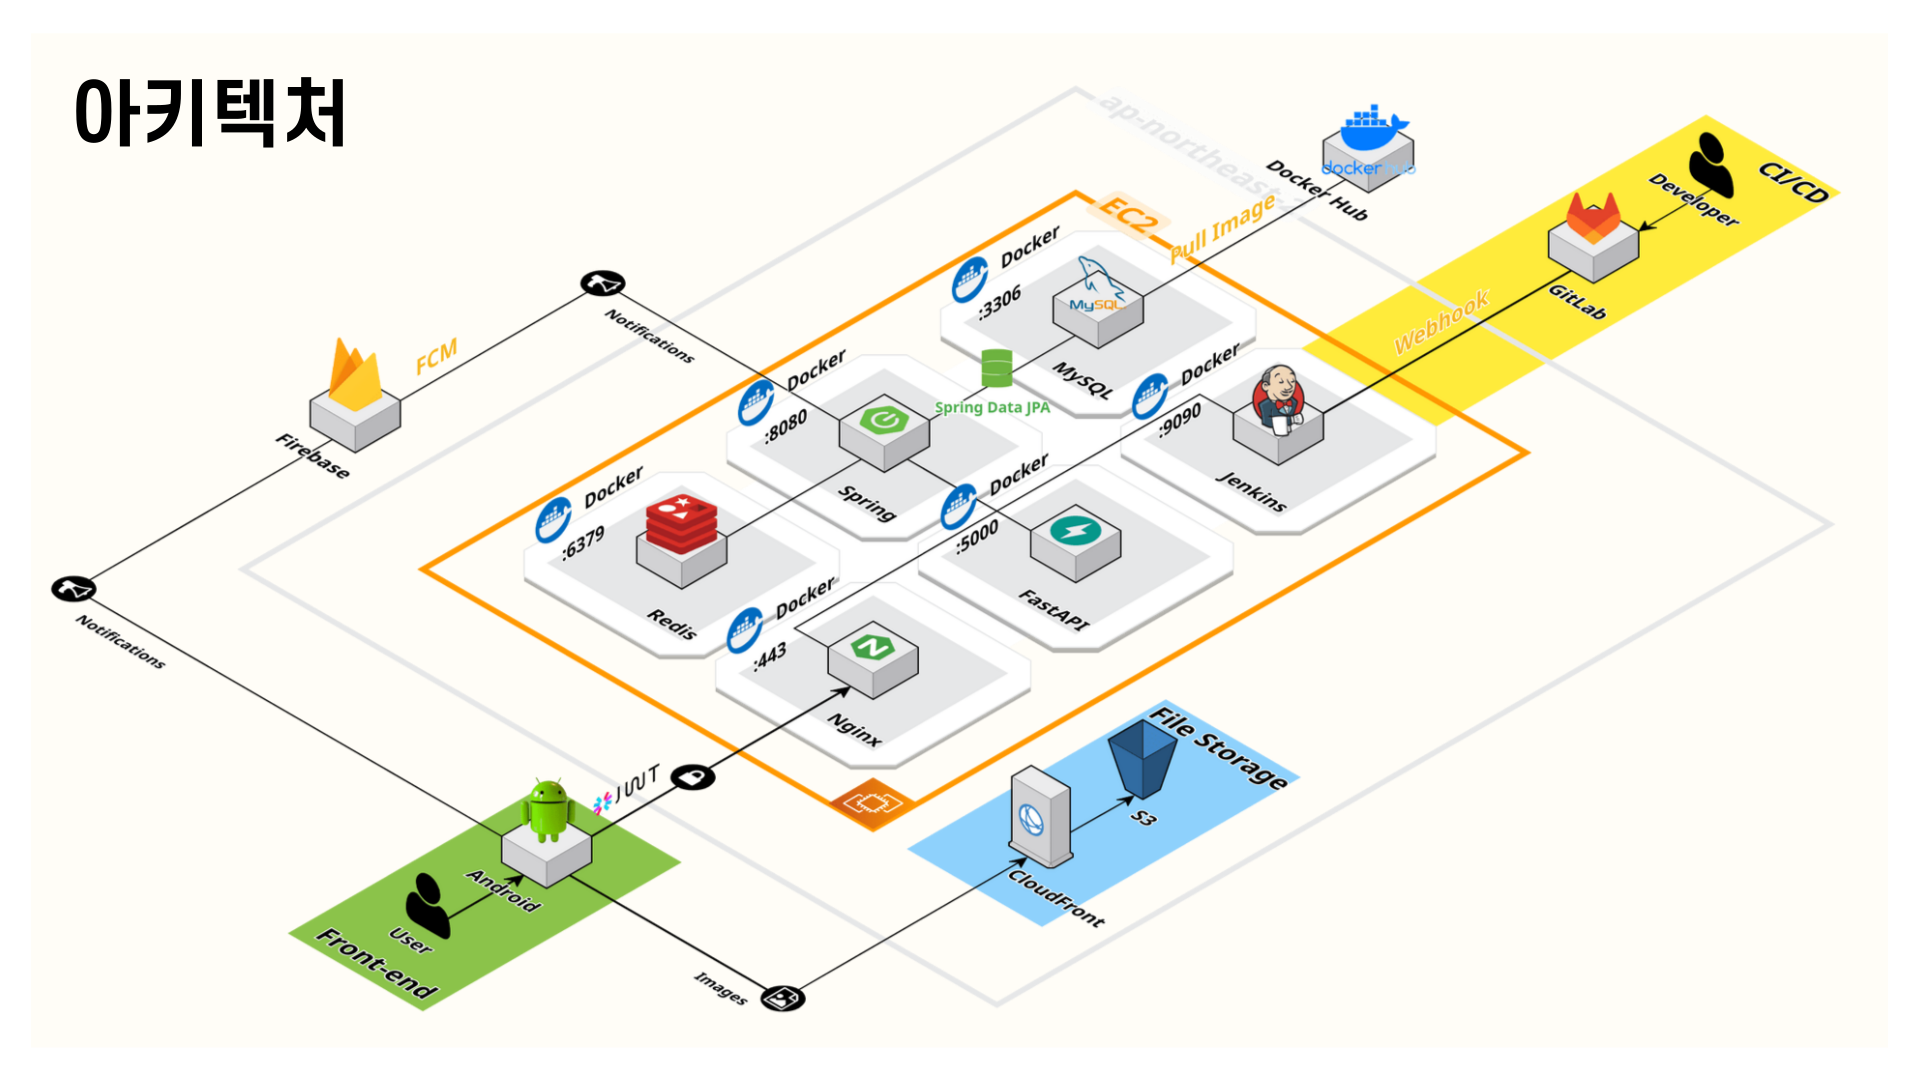 아키텍처
ap-northeast-2
Docker Hub
dockerhub
CI/CD
Developer
GitLab
Webhook
EC2
Pull Image
Docker
:3306
MySQL
MySQL
Spring Data JPA
Docker
:8080
Spring
Docker
:9090
Jenkins
Docker
:6379
Redis
Docker
:5000
FastAPI
Docker
:443
Nginx
Notifications
FCM
Firebase
Notifications
JWT
Android
User
Front-end
Images
File Storage
S3
CloudFront